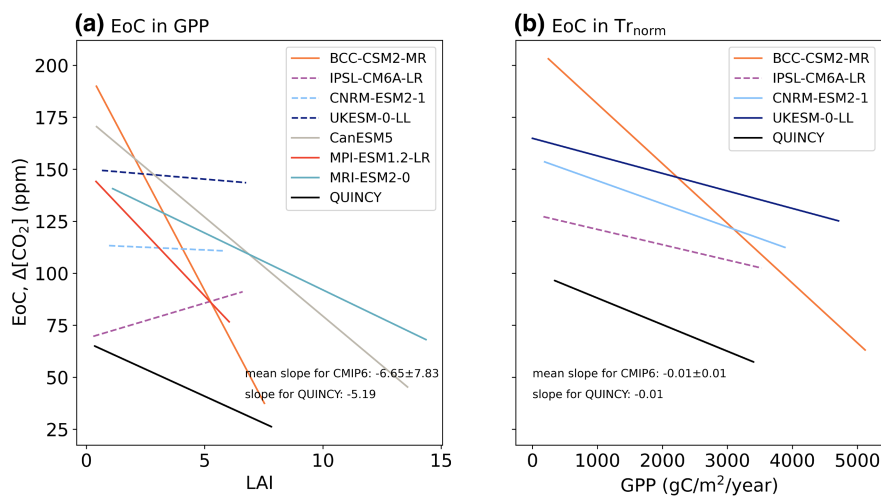 (a) EoC in GPP
EoC, Δ[CO₂] (ppm)
200
175
150
125
100
75
50
25
BCC-CSM2-MR
IPSL-CM6A-LR
CNRM-ESM2-1
UKESM-0-LL
CanESM5
MPI-ESM1.2-LR
MRI-ESM2-0
QUINCY
mean slope for CMIP6: -6.65±7.83
slope for QUINCY: -5.19
0 5 10 15
LAI
(b) EoC in Trₙₒᵣₘ
BCC-CSM2-MR
IPSL-CM6A-LR
CNRM-ESM2-1
UKESM-0-LL
QUINCY
mean slope for CMIP6: -0.01±0.01
slope for QUINCY: -0.01
0 1000 2000 3000 4000 5000
GPP (gC/m²/year)